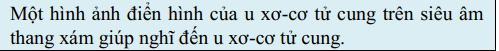 Một hình ảnh điển hình của u xơ-cơ tử cung trên siêu âm
thang xám giúp nghĩ đến u xơ-cơ tử cung.